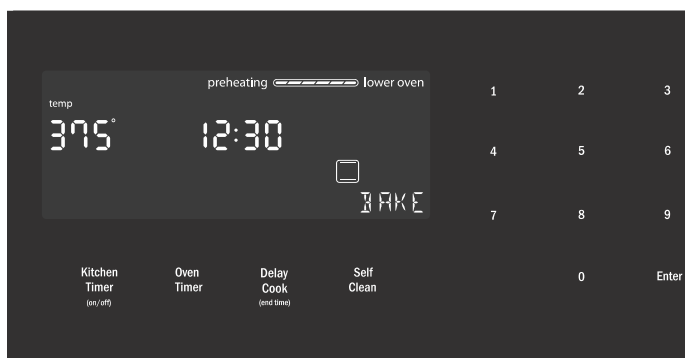 preheating lower oven
temp
375° 12:30
BAKE
1 2 3
4 5 6
7 8 9
0 Enter
Kitchen Timer (on/off)
Oven Timer
Delay Cook (end time)
Self Clean